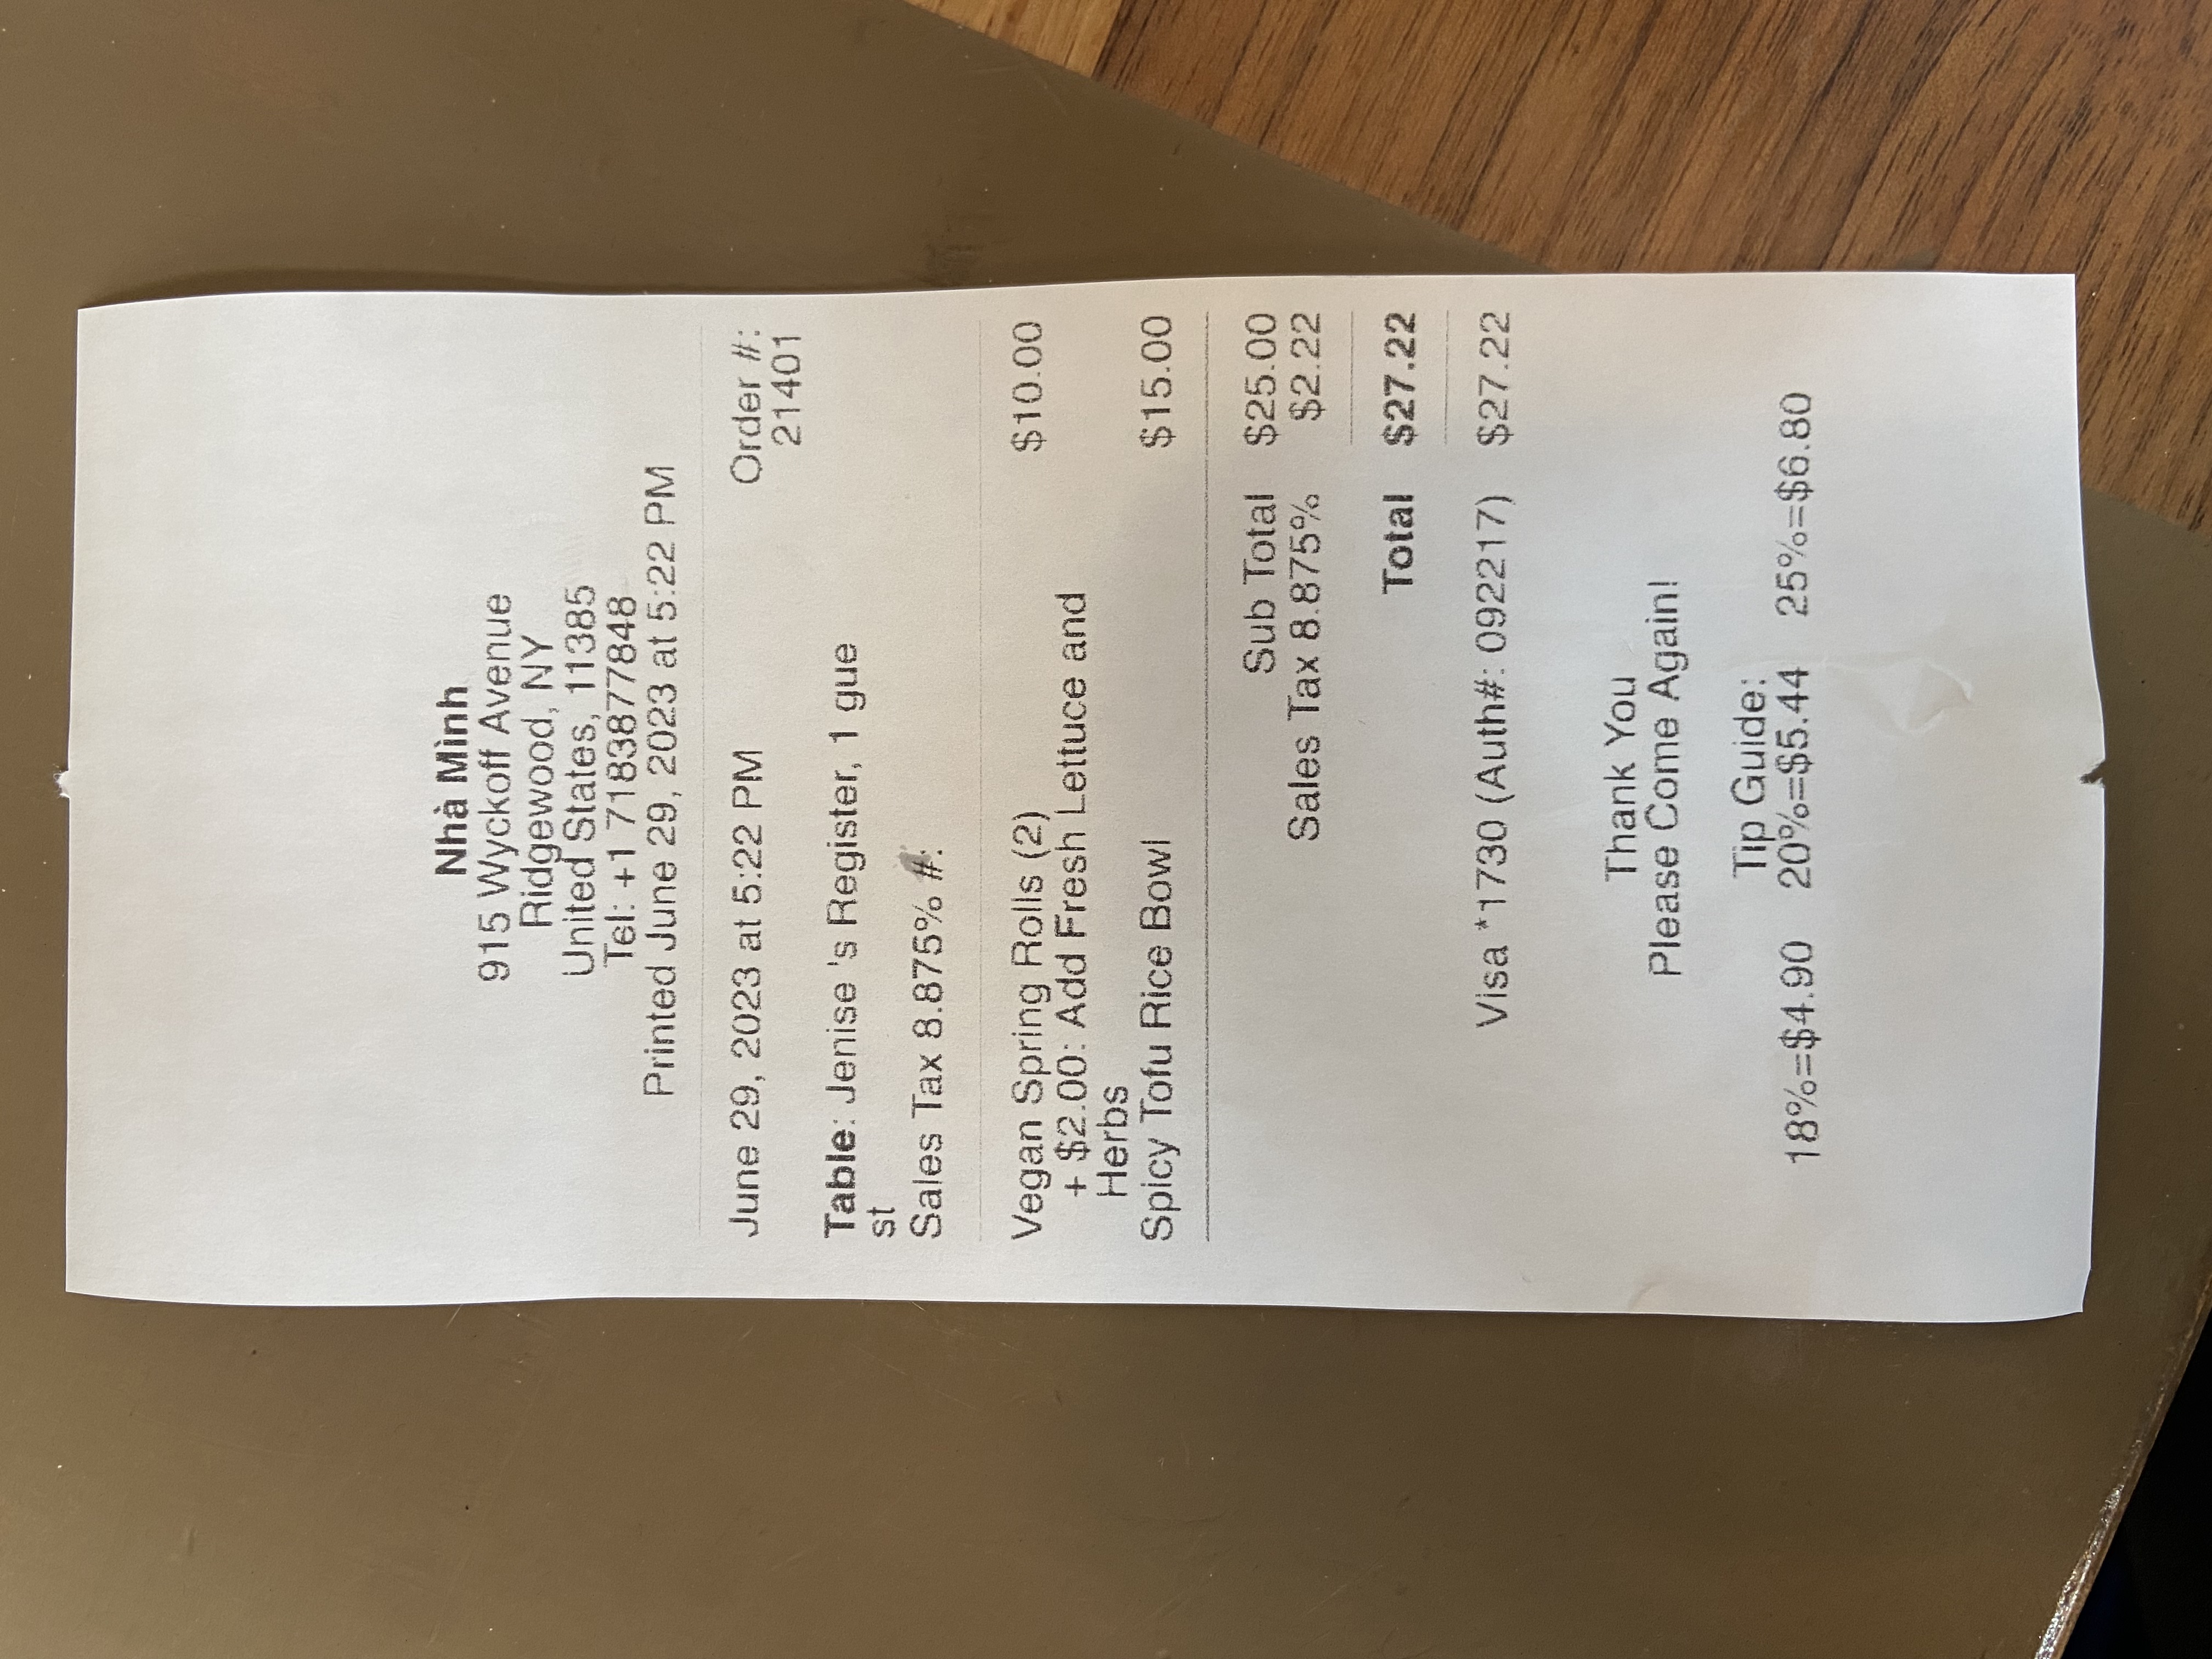 Nhà Mình
915 Wyckoff Avenue
Ridgewood, NY
United States, 11385
Tel: +1 7183877848
Printed June 29, 2023 at 5:22 PM
June 29, 2023 at 5:22 PM Order #:
21401
Table: Jenise 's Register, 1 gue
st
Sales Tax 8.875% #:
Vegan Spring Rolls (2) $10.00
+ $2.00: Add Fresh Lettuce and
Herbs
Spicy Tofu Rice Bowl $15.00
Sub Total $25.00
Sales Tax 8.875% $2.22
Total $27.22
Visa *1730 (Auth#: 092217) $27.22
Thank You
Please Come Again!
Tip Guide:
18%=$4.90 20%=$5.44 25%=$6.80